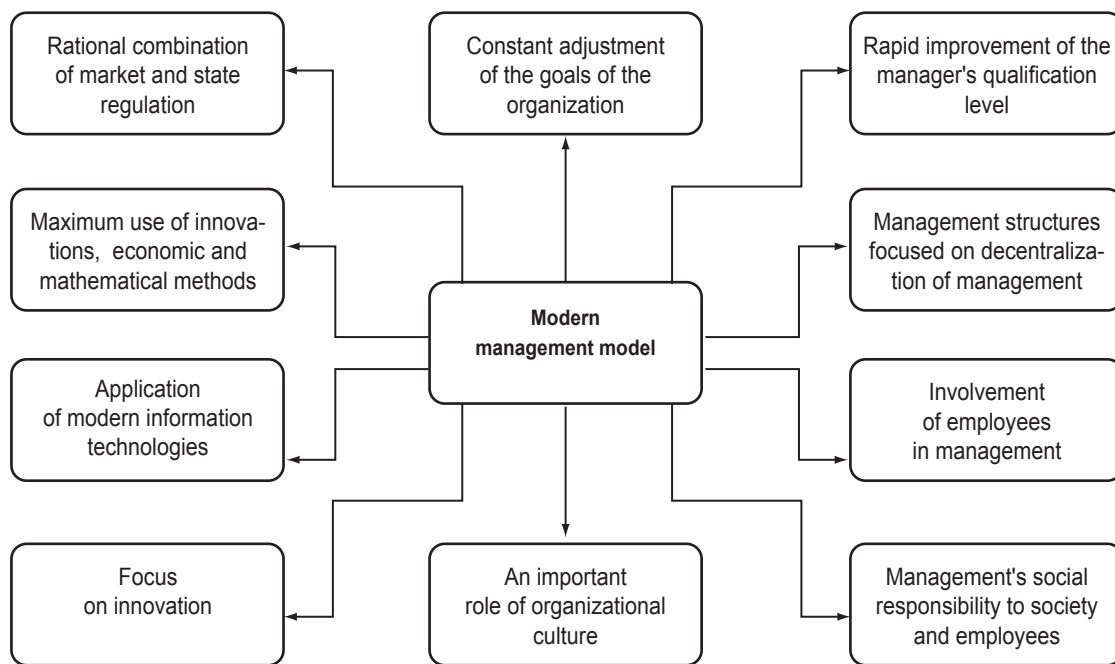 Rational combination
of market and state
regulation
Constant adjustment
of the goals of the
organization
Rapid improvement of the
manager's qualification
level
Maximum use of innova-
tions, economic and
mathematical methods
Management structures
focused on decentraliza-
tion of management
Modern
management model
Application
of modern information
technologies
Involvement
of employees
in management
Focus
on innovation
An important
role of organizational
culture
Management's social
responsibility to society
and employees